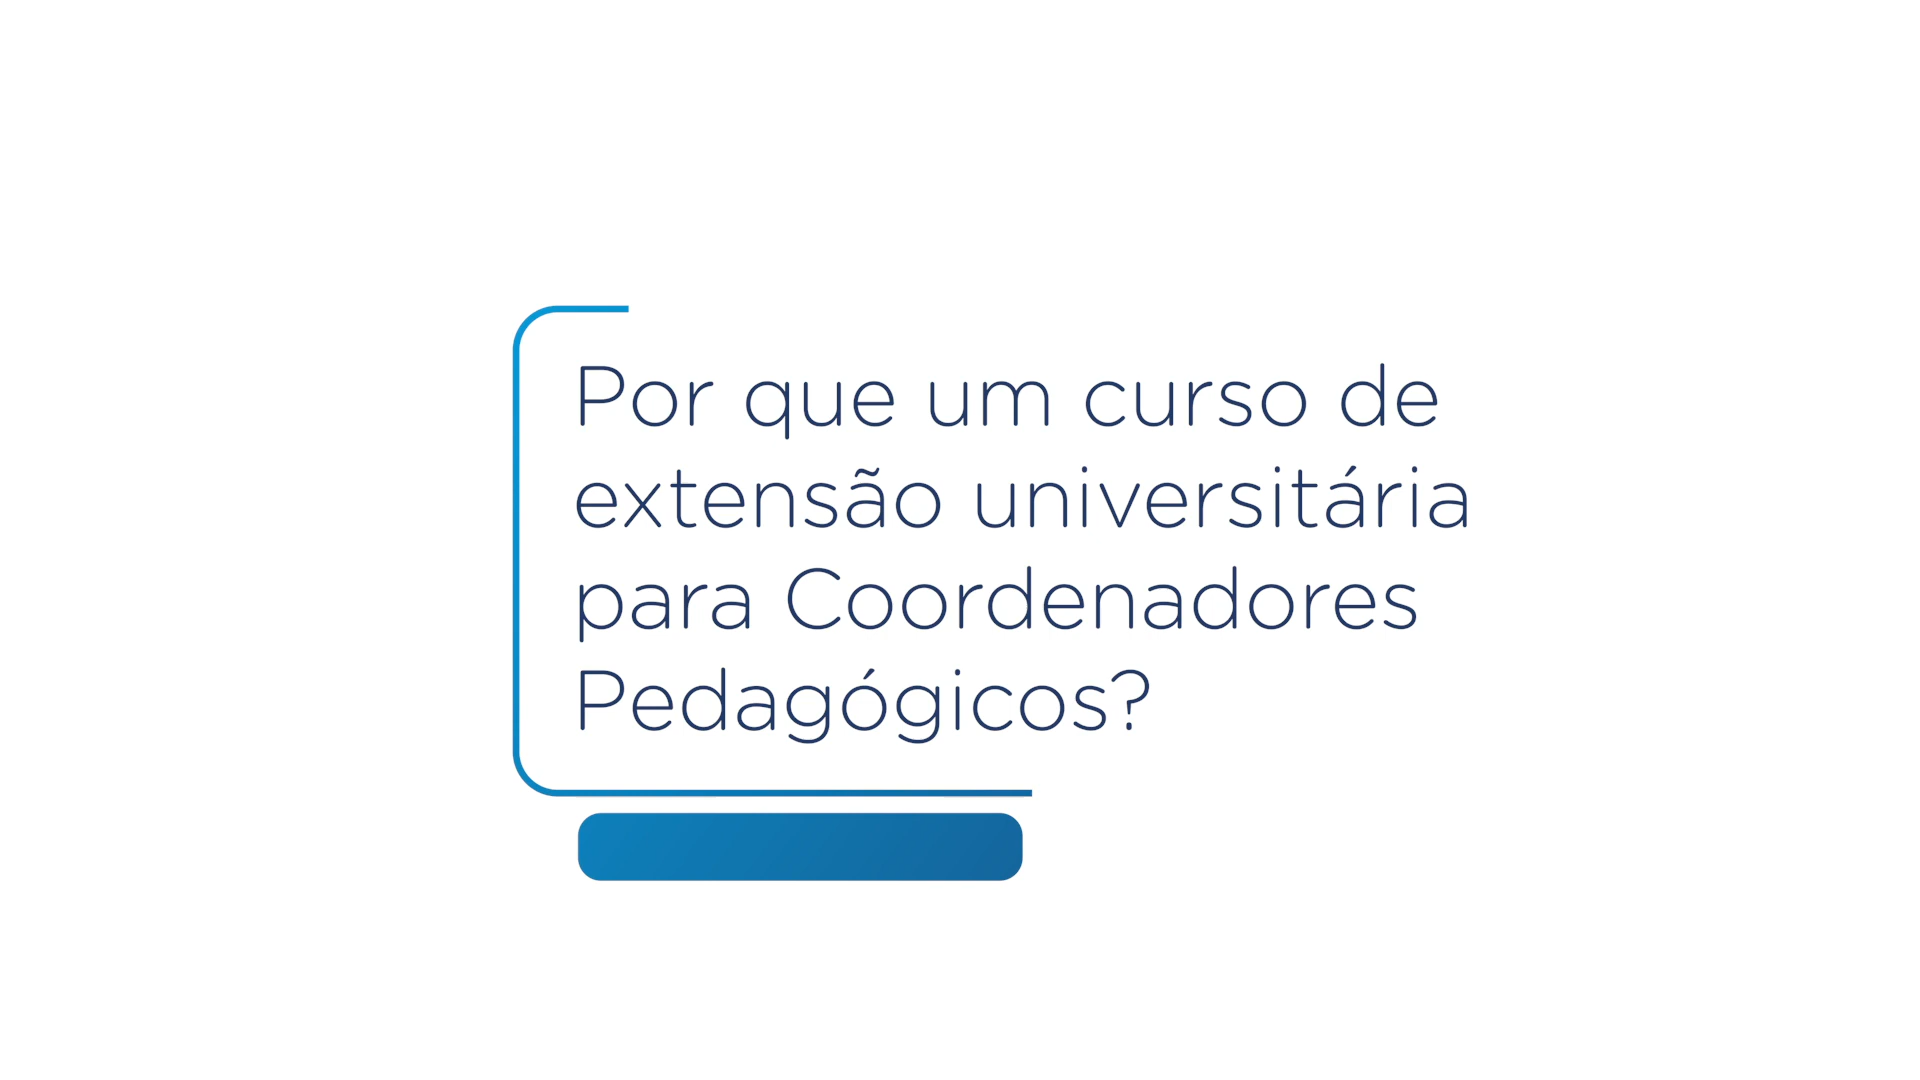 Por que um curso de
extensão universitária
para Coordenadores
Pedagógicos?